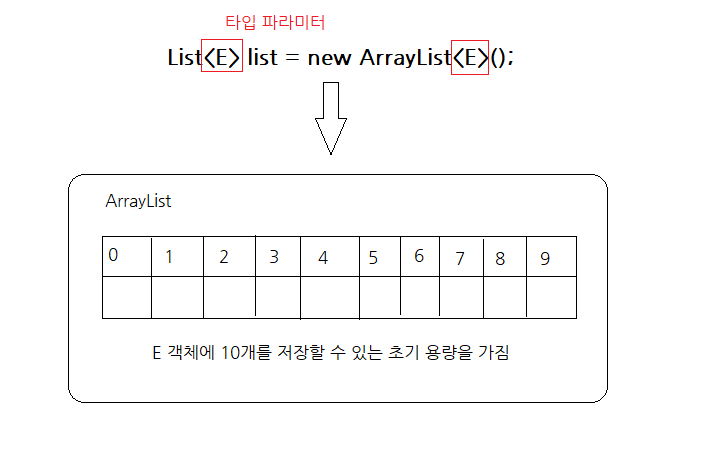 타입 파라미터
List<E> list = new ArrayList<E>();
ArrayList
0 1 2 3 4 5 6 7 8 9
E 객체에 10개를 저장할 수 있는 초기 용량을 가짐